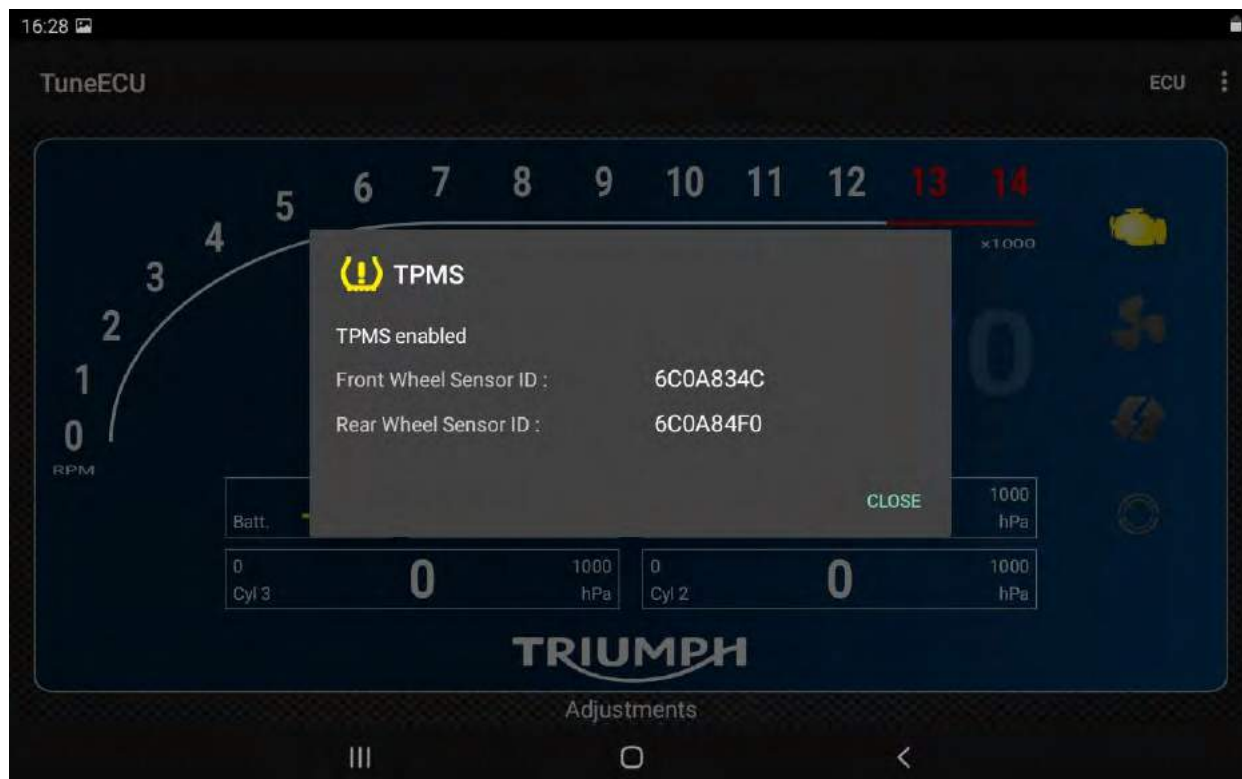 16:28
TuneECU
ECU
0 1 2 3 4 5 6 7 8 9 10 11 12 13 14
RPM
x1000
0
TPMS
TPMS enabled
Front Wheel Sensor ID : 6C0A834C
Rear Wheel Sensor ID : 6C0A84F0
CLOSE
Batt.
1000
hPa
0 1000
Cyl 3 0 hPa
0 1000
Cyl 2 0 hPa
TRIUMPH
Adjustments